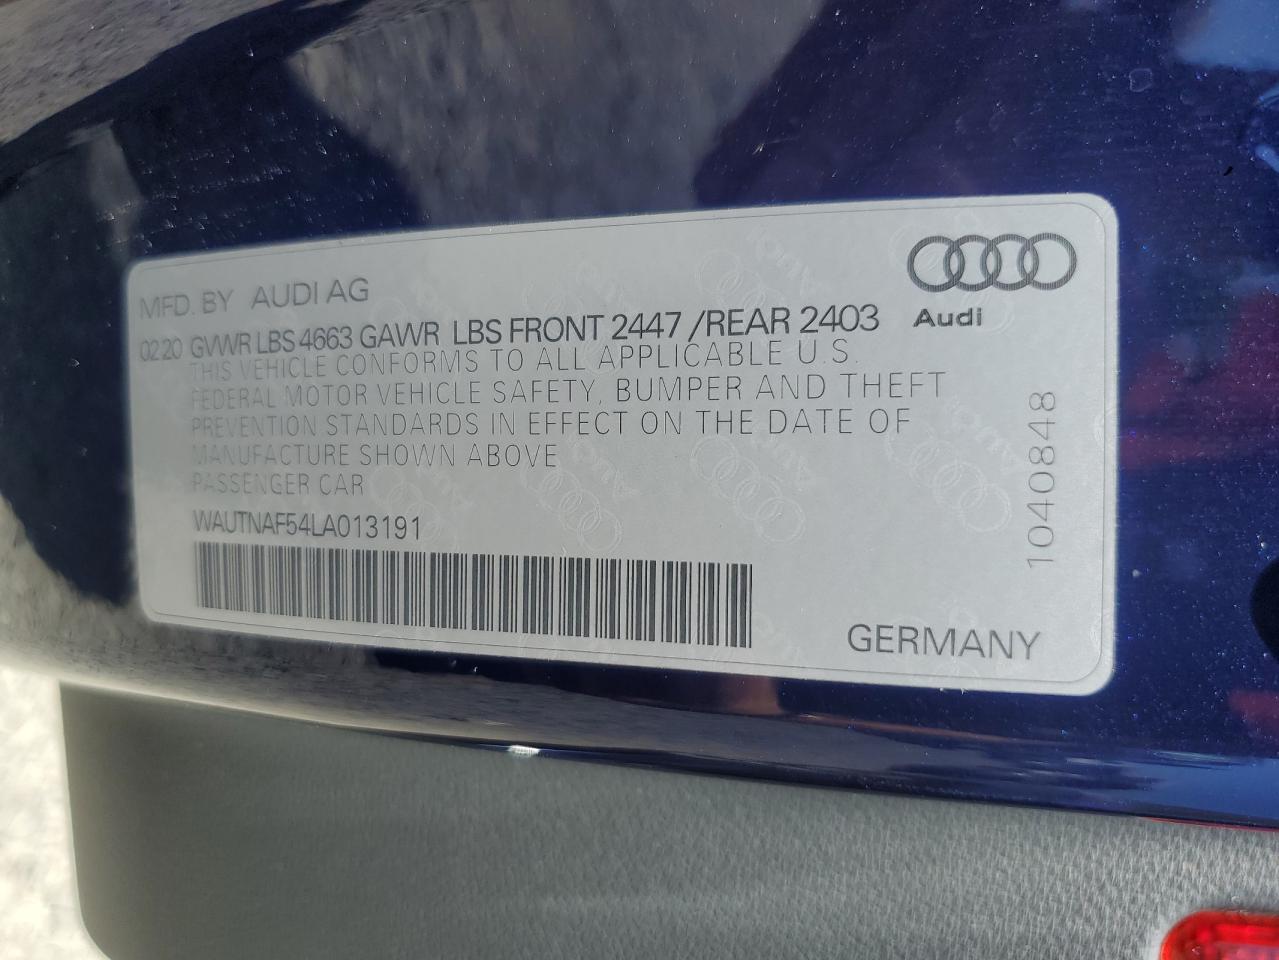 MFD. BY AUDI AG
Audi
02.20 GVWR LBS 4663 GAWR LBS FRONT 2447 /REAR 2403
THIS VEHICLE CONFORMS TO ALL APPLICABLE U.S.
FEDERAL MOTOR VEHICLE SAFETY, BUMPER AND THEFT
PREVENTION STANDARDS IN EFFECT ON THE DATE OF
MANUFACTURE SHOWN ABOVE
PASSENGER CAR
WAUTNAF54LA013191
GERMANY
1040848